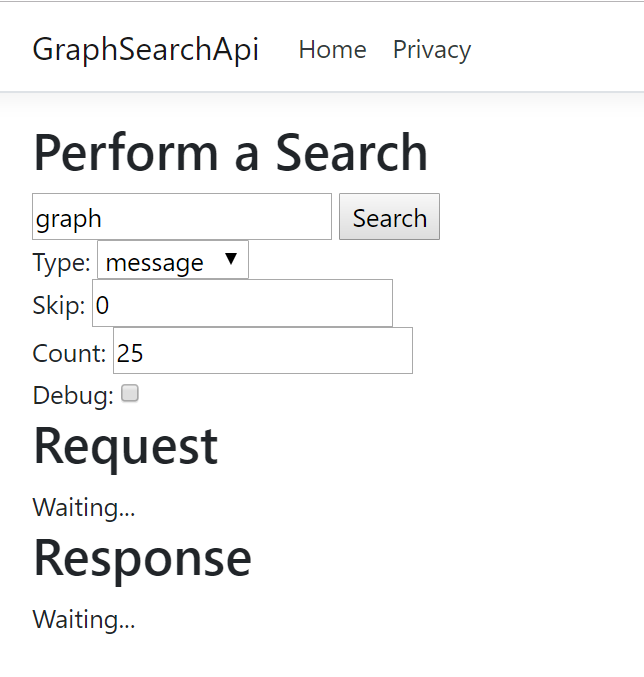 GraphSearchApi Home Privacy
Perform a Search
graph Search
Type: message
Skip: 0
Count: 25
Debug:
Request
Waiting...
Response
Waiting...